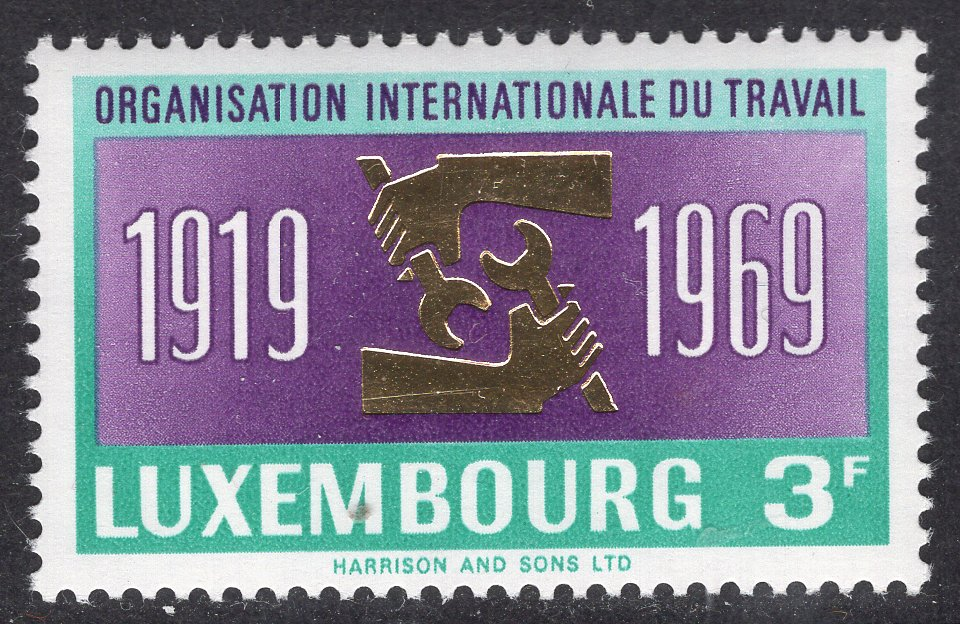 ORGANISATION INTERNATIONALE DU TRAVAIL
1919 1969
LUXEMBOURG 3F
HARRISON AND SONS LTD